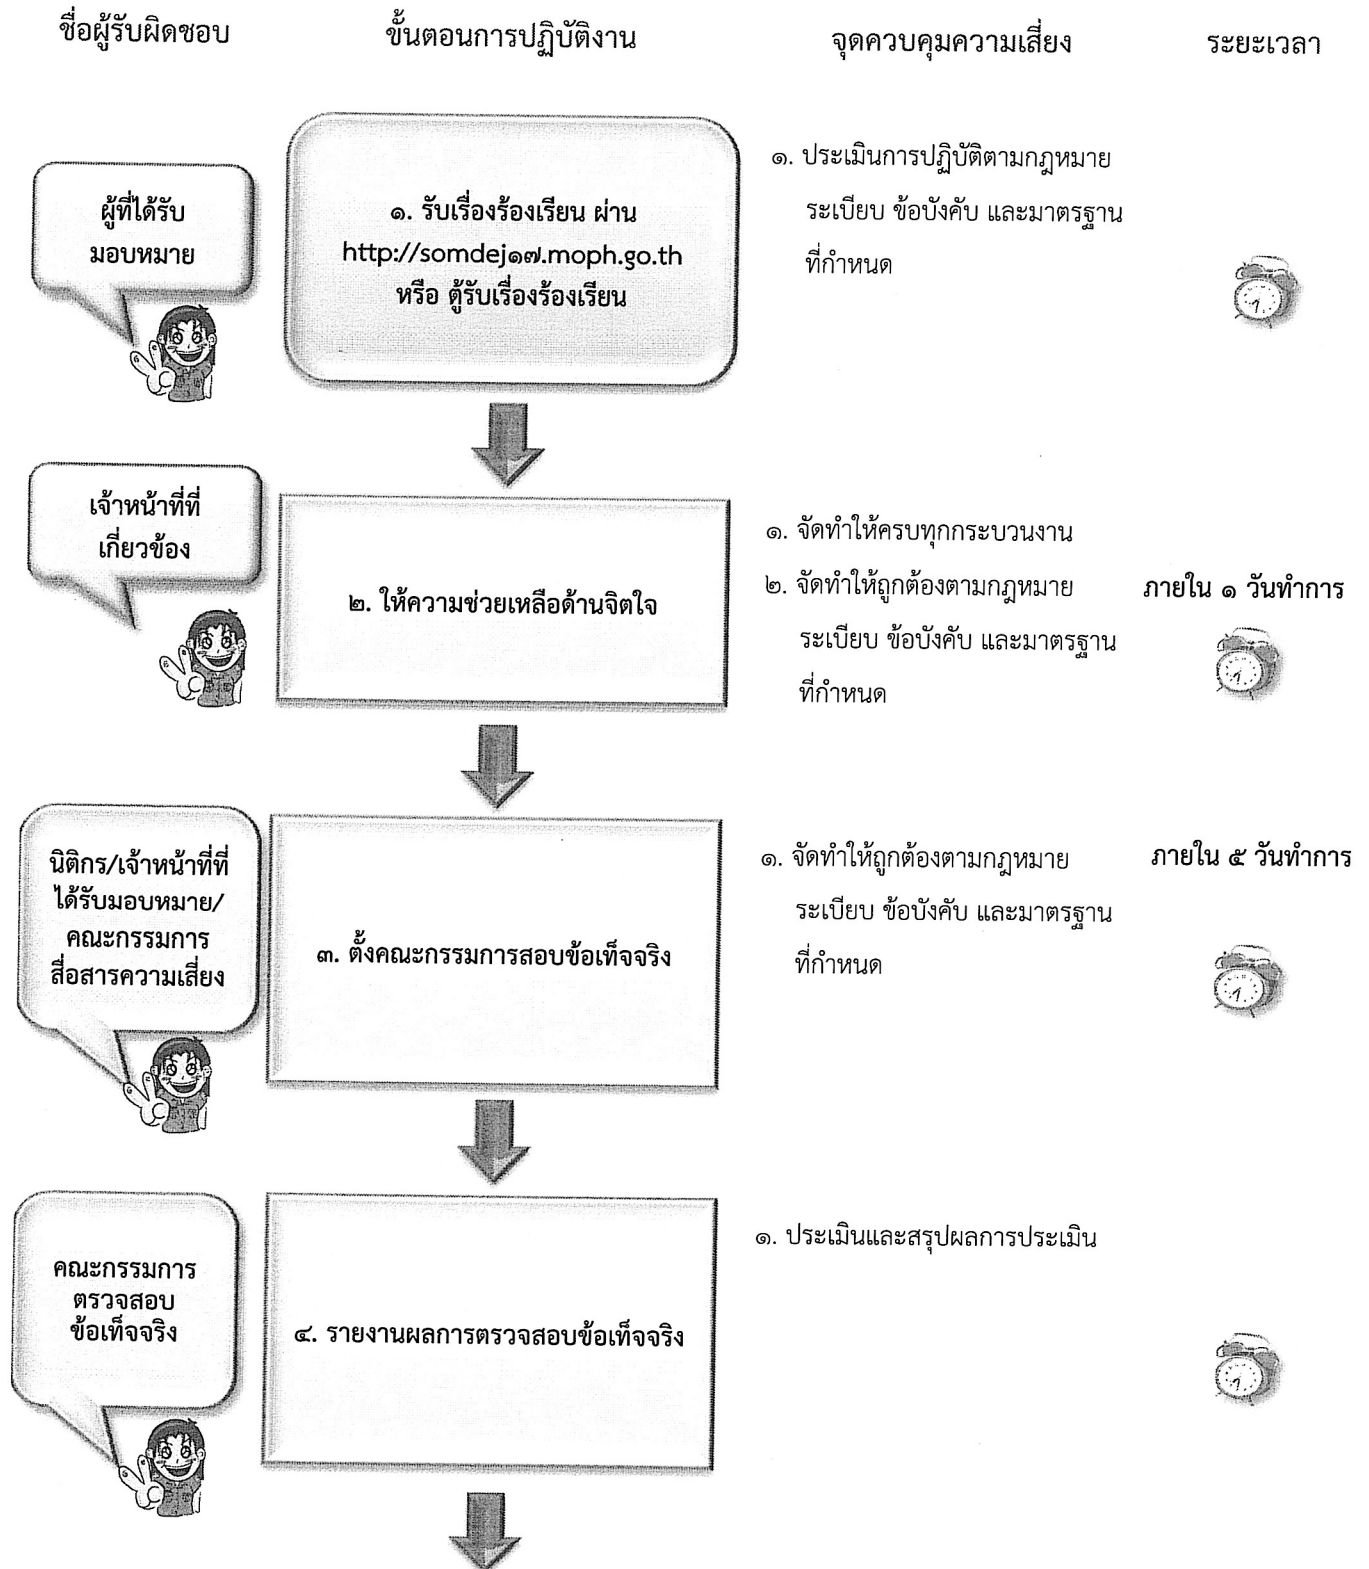 ชื่อผู้รับผิดชอบ
ขั้นตอนการปฏิบัติงาน
จุดควบคุมความเสี่ยง
ระยะเวลา
ผู้ที่ได้รับ
มอบหมาย
๑. รับเรื่องร้องเรียน ผ่าน
http://somdej๑๗.moph.go.th
หรือ ตู้รับเรื่องร้องเรียน
๑. ประเมินการปฏิบัติตามกฎหมาย
ระเบียบ ข้อบังคับ และมาตรฐาน
ที่กำหนด
เจ้าหน้าที่ที่
เกี่ยวข้อง
๒. ให้ความช่วยเหลือด้านจิตใจ
๑. จัดทำให้ครบทุกกระบวนงาน
๒. จัดทำให้ถูกต้องตามกฎหมาย
ระเบียบ ข้อบังคับ และมาตรฐาน
ที่กำหนด
ภายใน ๑ วันทำการ
นิติกร/เจ้าหน้าที่ที่
ได้รับมอบหมาย/
คณะกรรมการ
สื่อสารความเสี่ยง
๓. ตั้งคณะกรรมการสอบข้อเท็จจริง
๑. จัดทำให้ถูกต้องตามกฎหมาย
ระเบียบ ข้อบังคับ และมาตรฐาน
ที่กำหนด
ภายใน ๕ วันทำการ
คณะกรรมการ
ตรวจสอบ
ข้อเท็จจริง
๔. รายงานผลการตรวจสอบข้อเท็จจริง
๑. ประเมินและสรุปผลการประเมิน